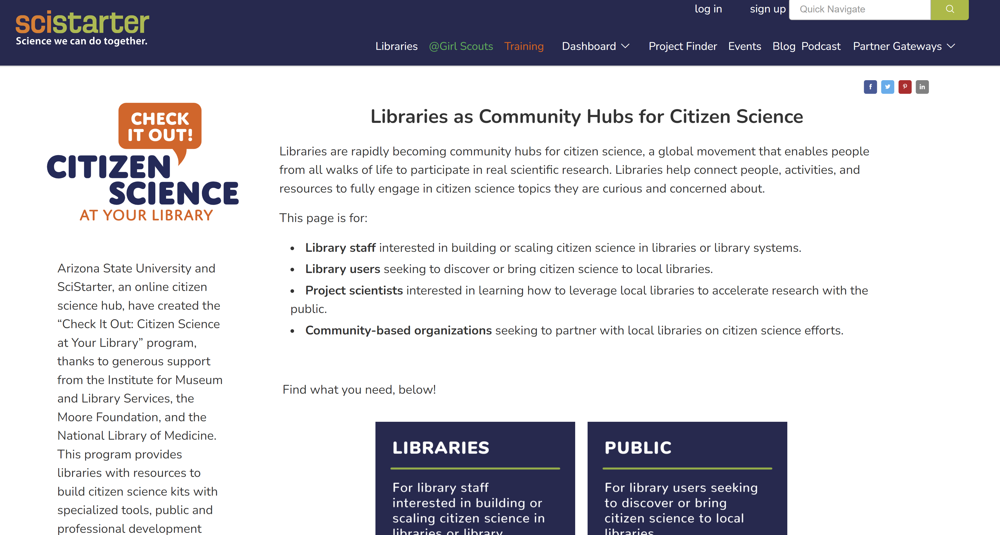 log in sign up Quick Navigate
scistarter
Science we can do together.
Libraries @Girl Scouts Training Dashboard Project Finder Events Blog Podcast Partner Gateways
f in
CHECK
IT OUT!
CITIZEN
SCIENCE
AT YOUR LIBRARY
Arizona State University and
SciStarter, an online citizen
science hub, have created the
“Check It Out: Citizen Science
at Your Library” program,
thanks to generous support
from the Institute for Museum
and Library Services, the
Moore Foundation, and the
National Library of Medicine.
This program provides
libraries with resources to
build citizen science kits with
specialized tools, public and
professional development
Libraries as Community Hubs for Citizen Science
Libraries are rapidly becoming community hubs for citizen science, a global movement that enables people
from all walks of life to participate in real scientific research. Libraries help connect people, activities, and
resources to fully engage in citizen science topics they are curious and concerned about.
This page is for:
• Library staff interested in building or scaling citizen science in libraries or library systems.
• Library users seeking to discover or bring citizen science to local libraries.
• Project scientists interested in learning how to leverage local libraries to accelerate research with the
public.
• Community-based organizations seeking to partner with local libraries on citizen science efforts.
Find what you need, below!
LIBRARIES
For library staff
interested in building or
scaling citizen science in
libraries or library
PUBLIC
For library users seeking
to discover or bring
citizen science to local
libraries